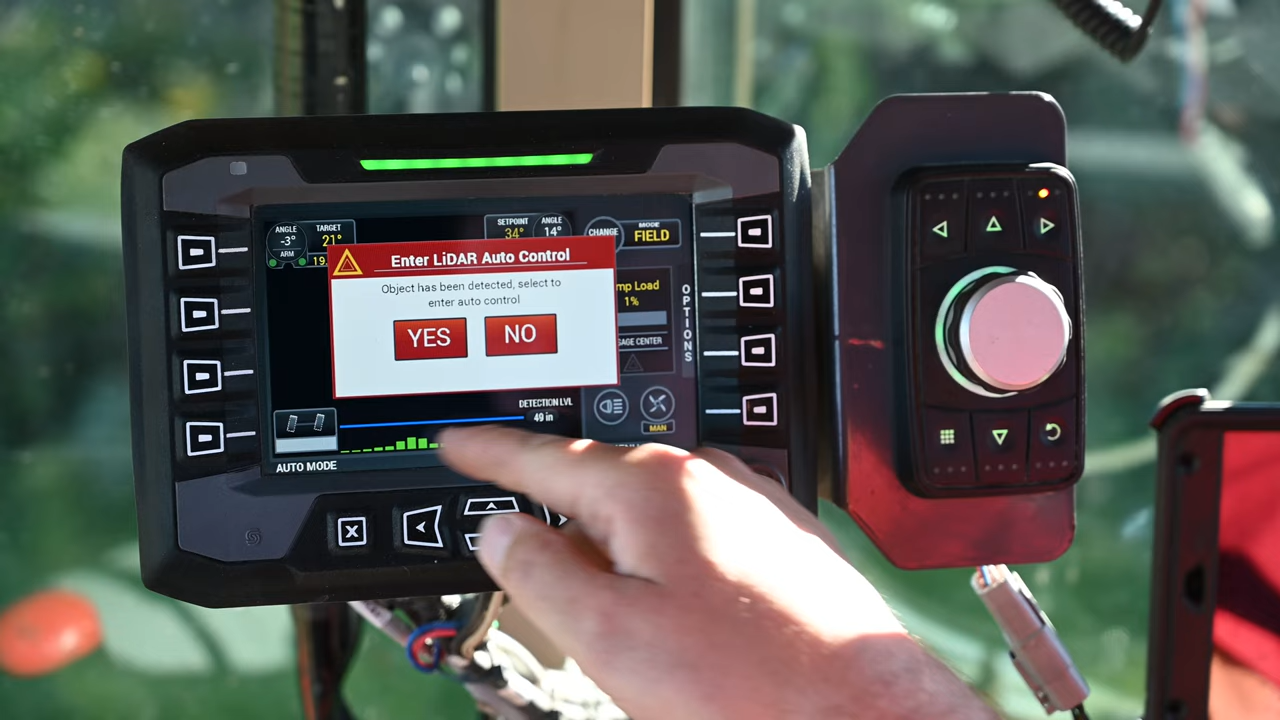 ANGLE
-3°
ARM
TARGET
21°
19.
SETPOINT
34°
ANGLE
14°
CHANGE
MODE
FIELD
Enter LiDAR Auto Control
Object has been detected, select to
enter auto control
YES
NO
mp Load
1%
SAGE CENTER
OPTIONS
DETECTION LVL
49 in
MAN
AUTO MODE